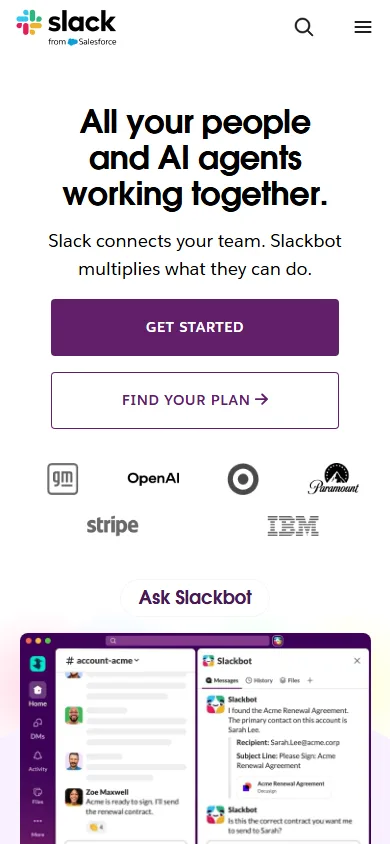 slack
from Salesforce
All your people
and AI agents
working together.
Slack connects your team. Slackbot
multiplies what they can do.
GET STARTED
FIND YOUR PLAN →
gm
OpenAI
Paramount
stripe
IBM
Ask Slackbot
# account-acme
Slackbot
Messages
History
Files
Home
DMs
Activity
Files
More
Zoe Maxwell
Acme is ready to sign. I'll send
the renewal contract.
4
Slackbot
I found the Acme Renewal Agreement.
The primary contact on this account is
Sarah Lee.
Recipient: Sarah.Lee@acme.corp
Subject Line: Please Sign: Acme
Renewal Agreement
Acme Renewal Agreement
Docusign
Slackbot
Is this the correct contract you want me
to send to Sarah?